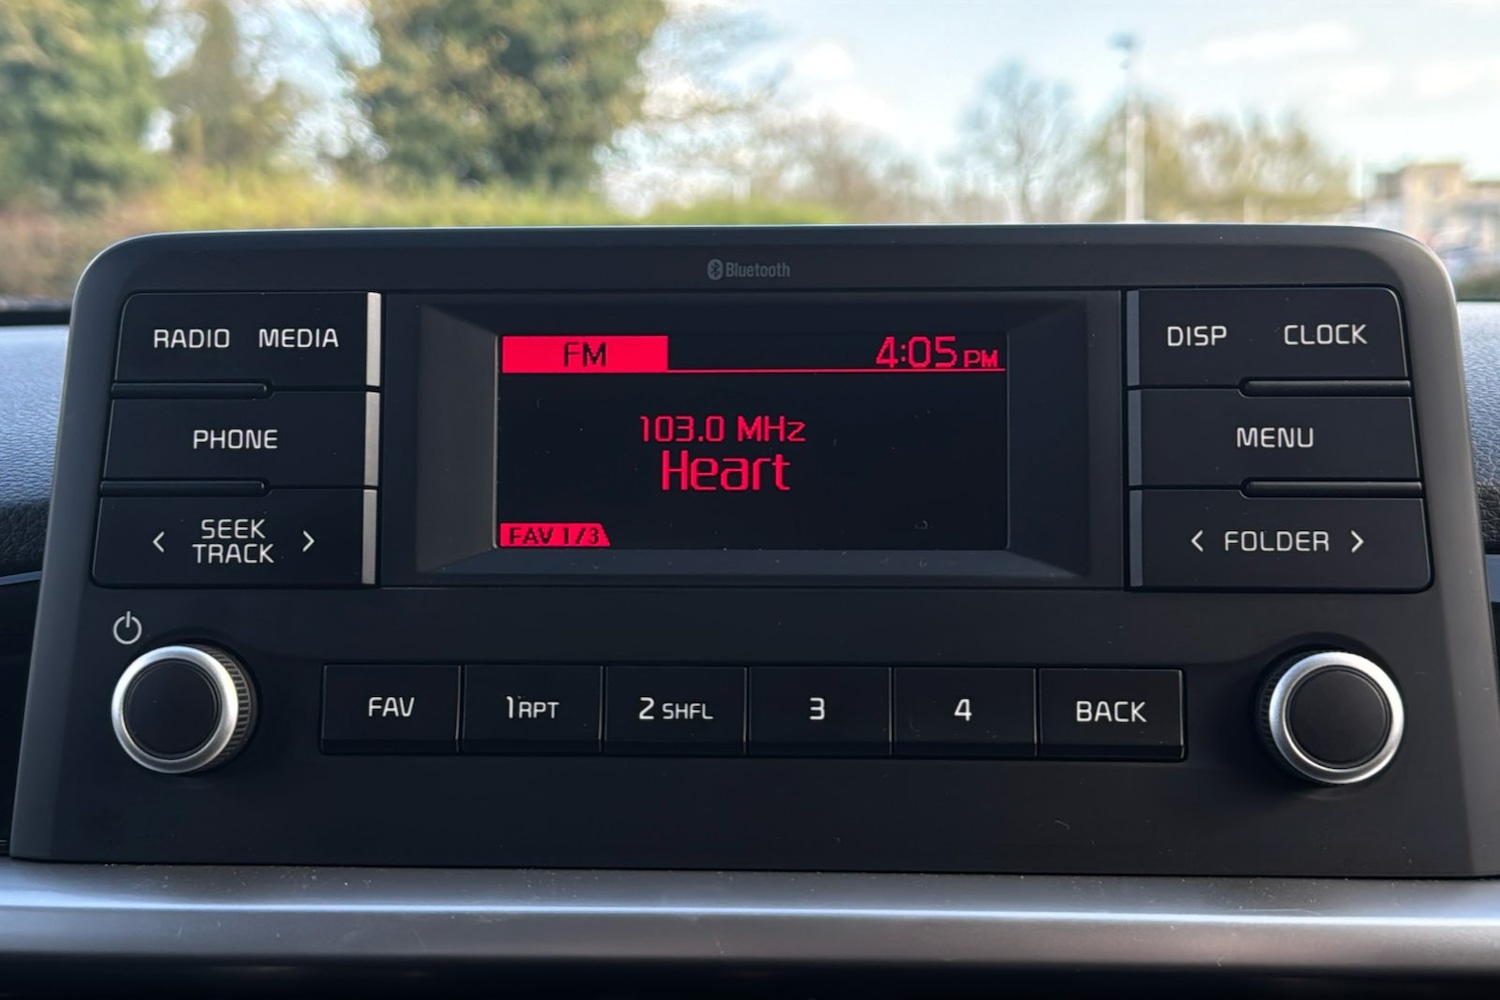 Bluetooth
RADIO MEDIA
FM 4:05 PM
DISP CLOCK
PHONE
103.0 MHz
Heart
MENU
SEEK
TRACK
< >
FAV 1/3
< FOLDER >
FAV
1 RPT
2 SHFL
3
4
BACK